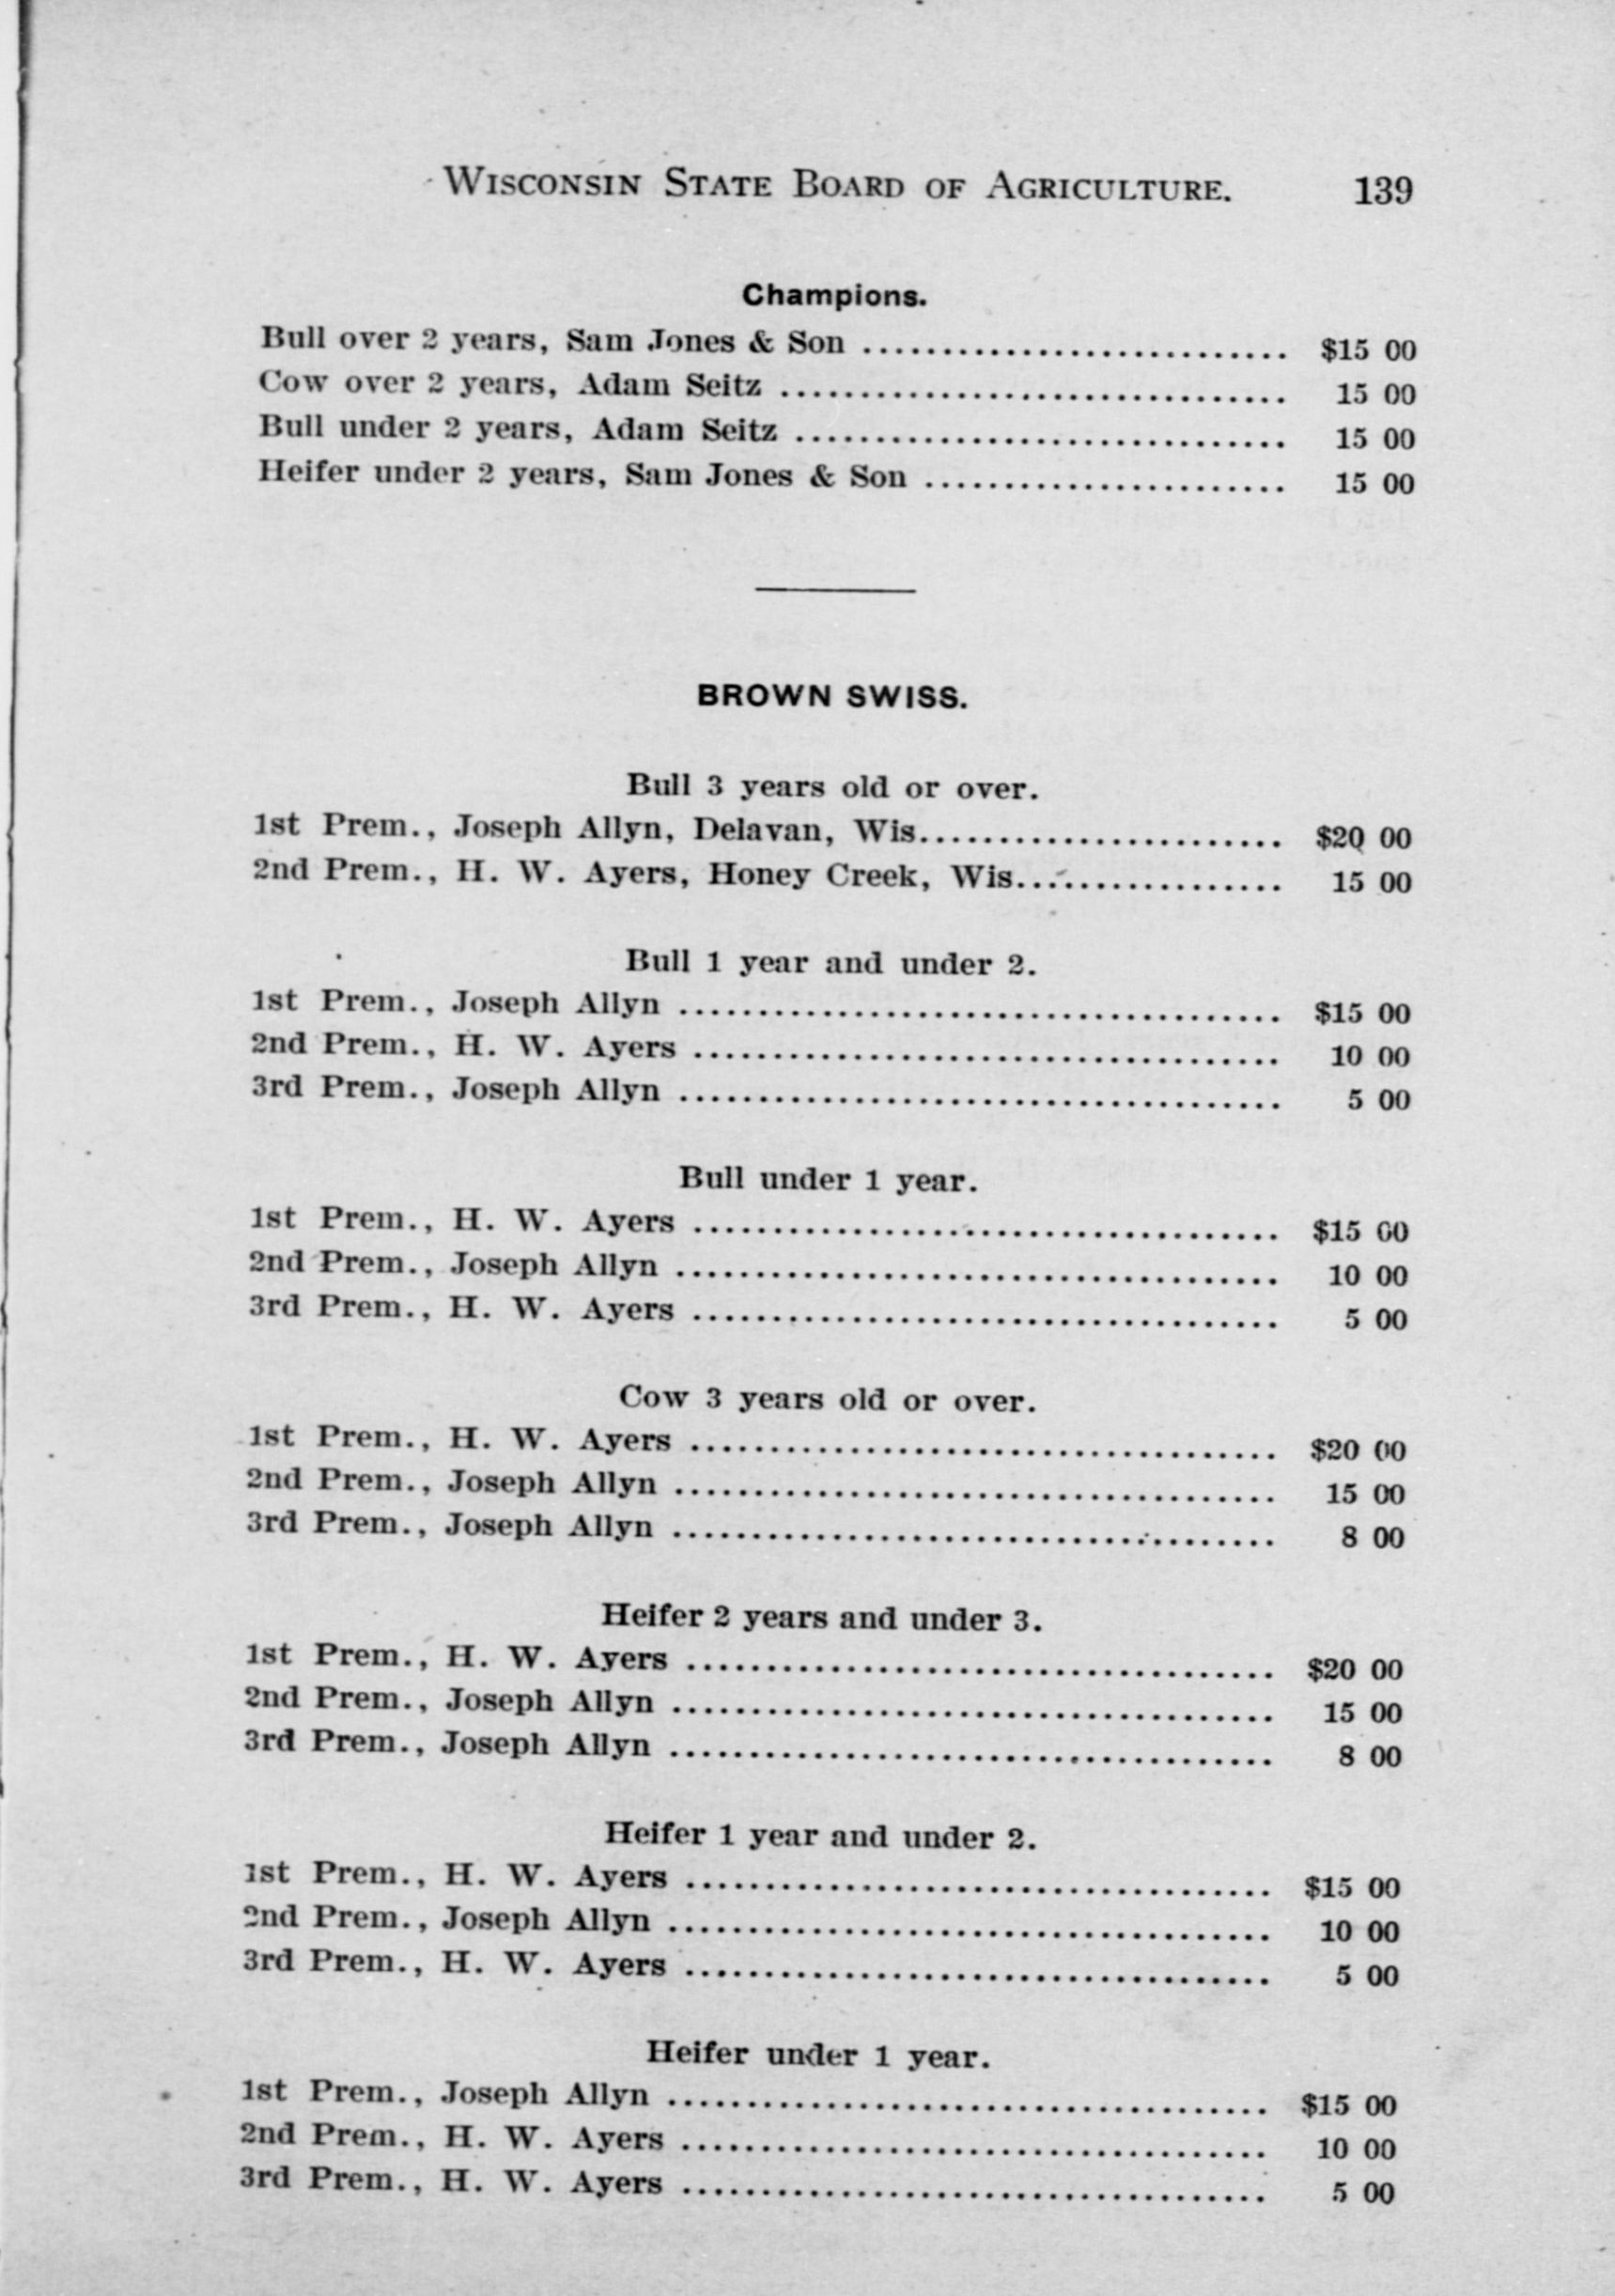 WISCONSIN STATE BOARD OF AGRICULTURE. 139
Champions.
Bull over 2 years, Sam Jones & Son ........................... $15 00
Cow over 2 years, Adam Seitz ................................ 15 00
Bull under 2 years, Adam Seitz ............................... 15 00
Heifer under 2 years, Sam Jones & Son ....................... 15 00
BROWN SWISS.
Bull 3 years old or over.
1st Prem., Joseph Allyn, Delavan, Wis....................... $20 00
2nd Prem., H. W. Ayers, Honey Creek, Wis................. 15 00
Bull 1 year and under 2.
1st Prem., Joseph Allyn ...................................... $15 00
2nd Prem., H. W. Ayers ..................................... 10 00
3rd Prem., Joseph Allyn ...................................... 5 00
Bull under 1 year.
1st Prem., H. W. Ayers ..................................... $15 00
2nd Prem., Joseph Allyn ...................................... 10 00
3rd Prem., H. W. Ayers ..................................... 5 00
Cow 3 years old or over.
1st Prem., H. W. Ayers ..................................... $20 00
2nd Prem., Joseph Allyn ...................................... 15 00
3rd Prem., Joseph Allyn ...................................... 8 00
Heifer 2 years and under 3.
1st Prem., H. W. Ayers ..................................... $20 00
2nd Prem., Joseph Allyn ...................................... 15 00
3rd Prem., Joseph Allyn ...................................... 8 00
Heifer 1 year and under 2.
1st Prem., H. W. Ayers ..................................... $15 00
2nd Prem., Joseph Allyn ...................................... 10 00
3rd Prem., H. W. Ayers ..................................... 5 00
Heifer under 1 year.
1st Prem., Joseph Allyn ...................................... $15 00
2nd Prem., H. W. Ayers ..................................... 10 00
3rd Prem., H. W. Ayers ..................................... 5 00